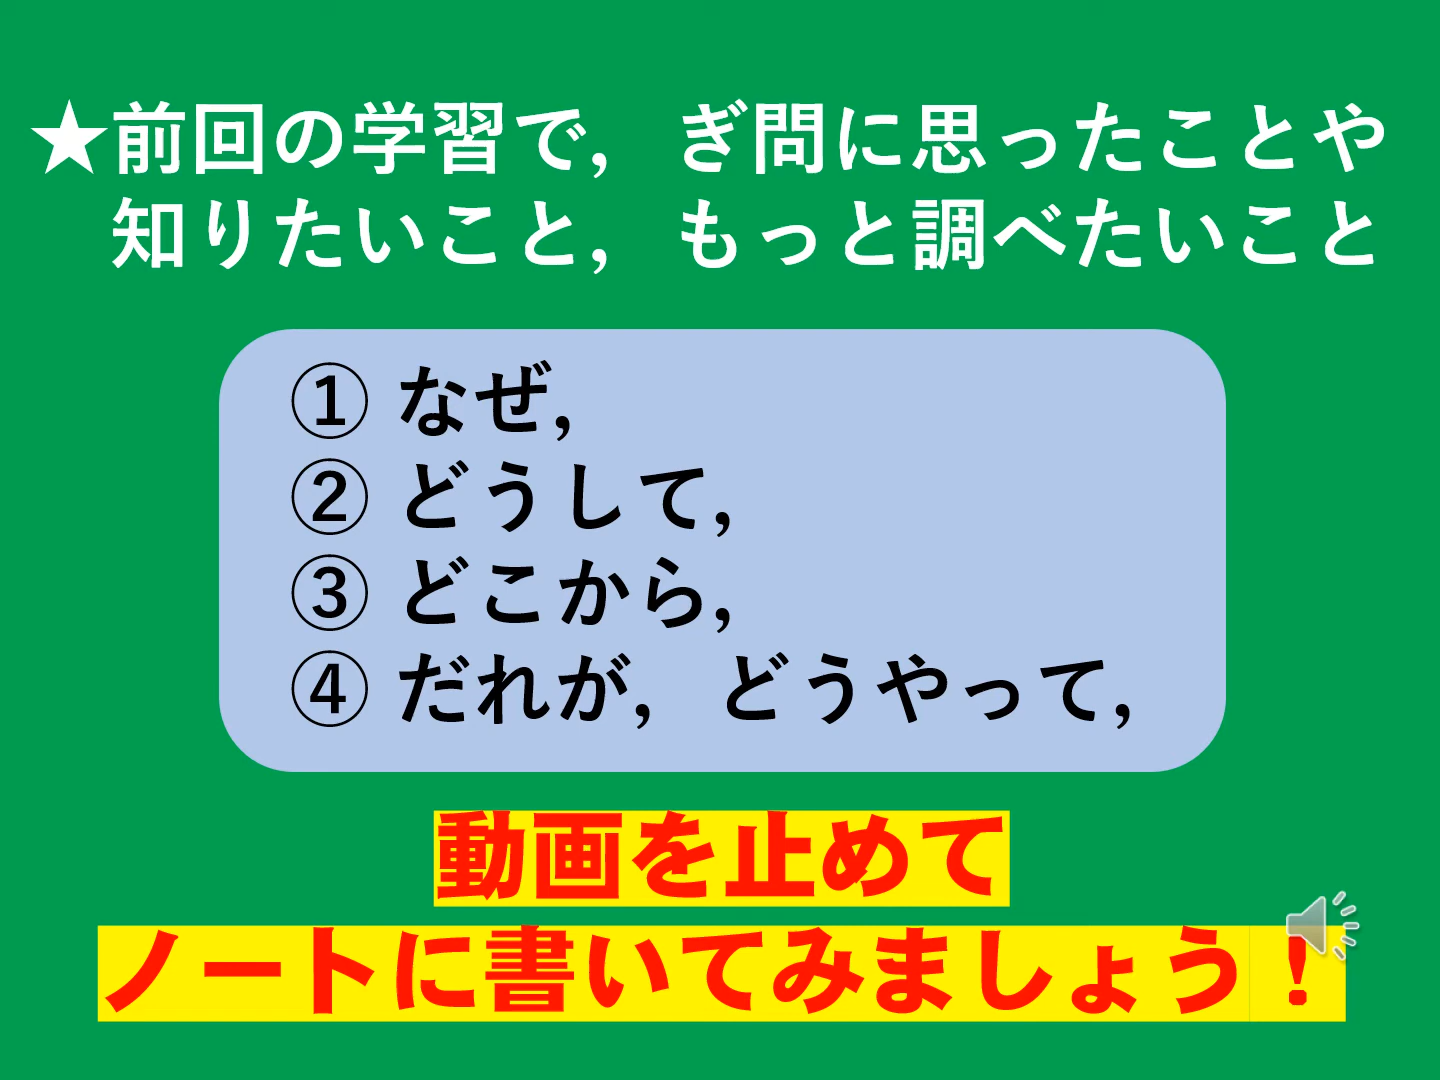 ★前回の学習で，ぎ問に思ったことや
知りたいこと，もっと調べたいこと
① なぜ，
② どうして，
③ どこから，
④ だれが，どうやって，
動画を止めて
ノートに書いてみましょう！